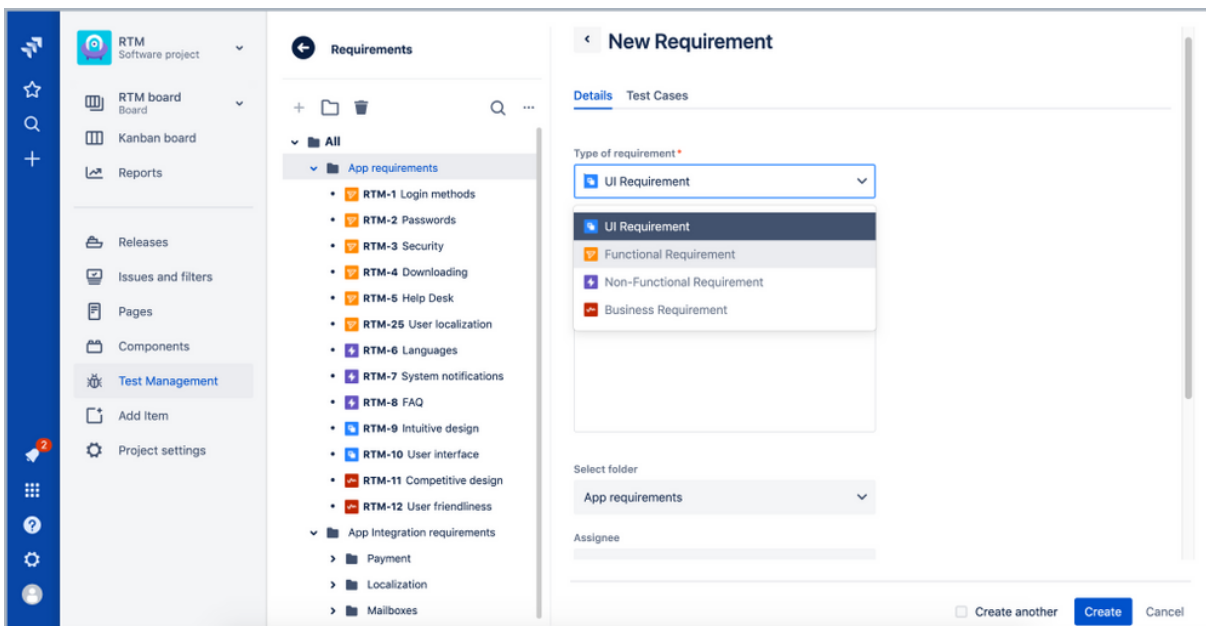 RTM
Software project
RTM board
Board
Kanban board
Reports
Releases
Issues and filters
Pages
Components
Test Management
Add Item
Project settings
2
Requirements
All
App requirements
RTM-1 Login methods
RTM-2 Passwords
RTM-3 Security
RTM-4 Downloading
RTM-5 Help Desk
RTM-25 User localization
RTM-6 Languages
RTM-7 System notifications
RTM-8 FAQ
RTM-9 Intuitive design
RTM-10 User interface
RTM-11 Competitive design
RTM-12 User friendliness
App Integration requirements
Payment
Localization
Mailboxes
New Requirement
Details Test Cases
Type of requirement*
UI Requirement
UI Requirement
Functional Requirement
Non-Functional Requirement
Business Requirement
Select folder
App requirements
Assignee
Create another Create Cancel